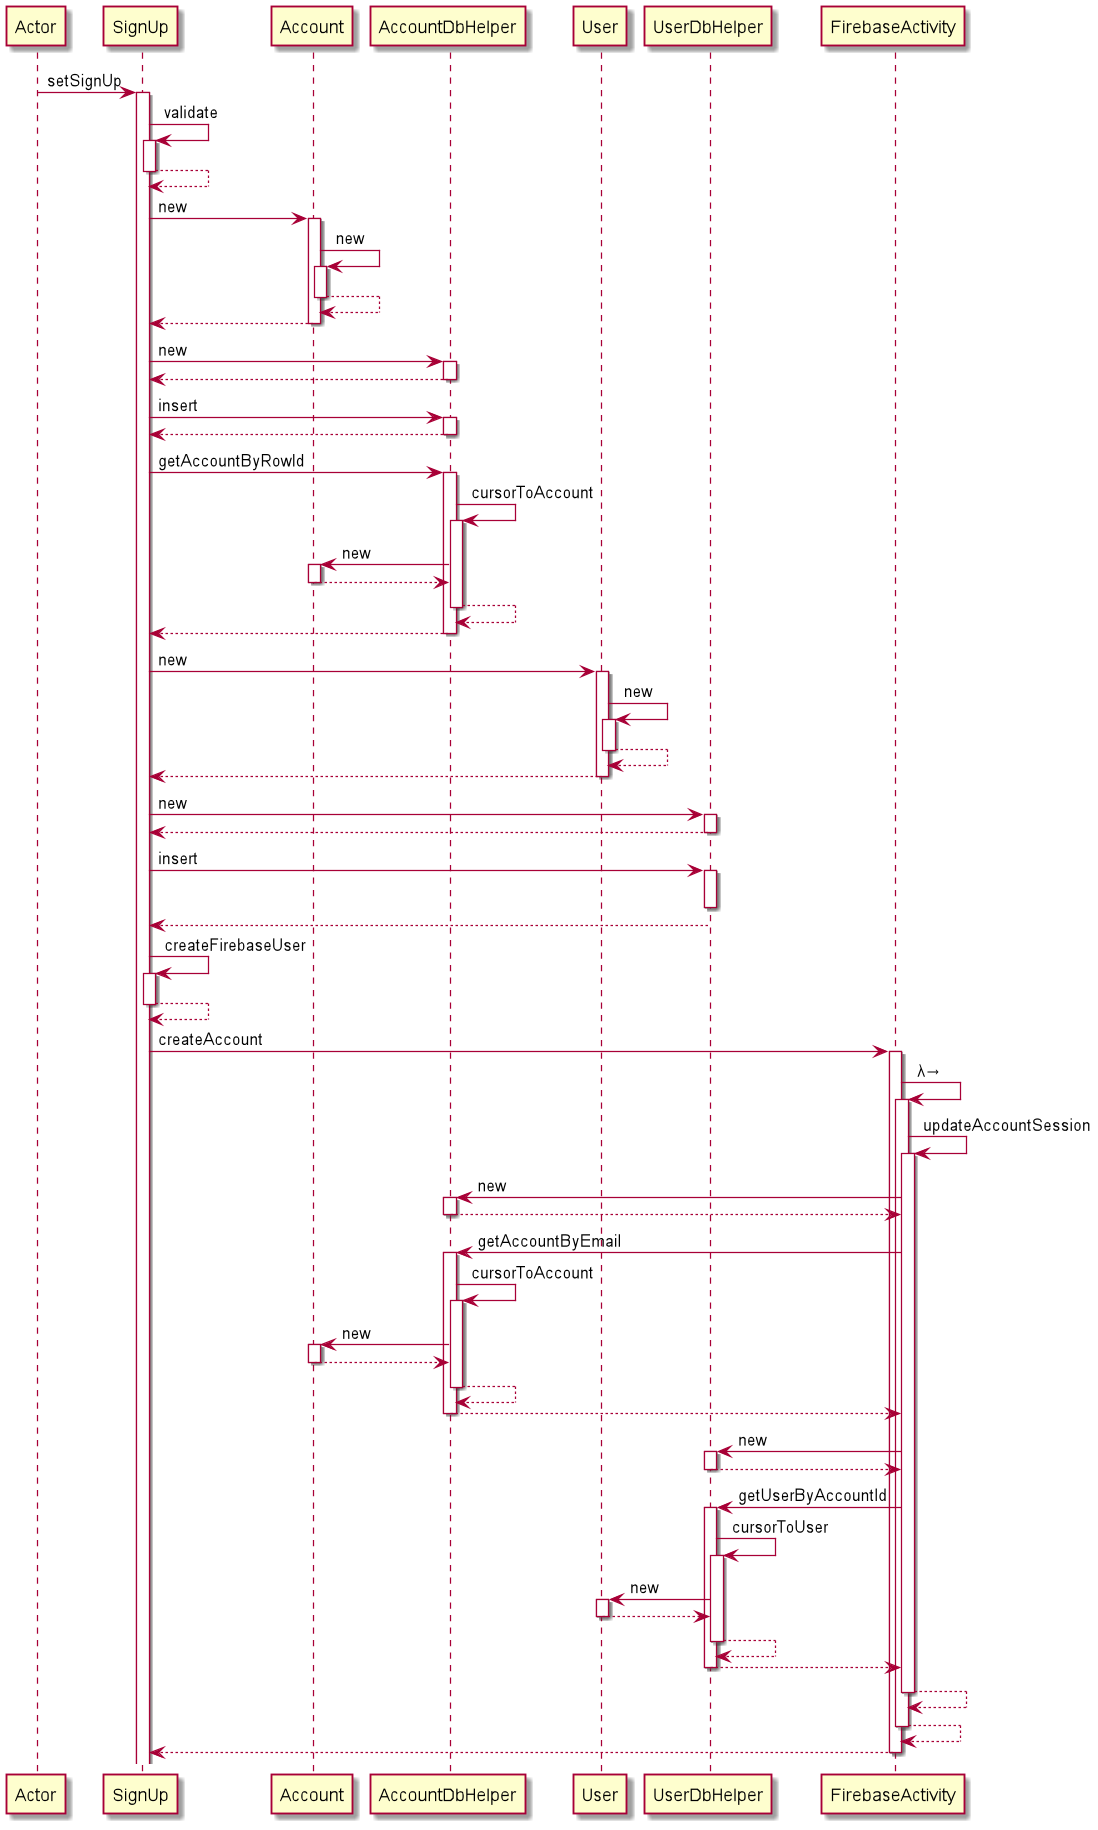 Actor
SignUp
Account
AccountDbHelper
User
UserDbHelper
FirebaseActivity
setSignUp
validate
new
new
new
insert
getAccountByRowId
cursorToAccount
new
new
new
new
insert
createFirebaseUser
createAccount
λ→
updateAccountSession
new
getAccountByEmail
cursorToAccount
new
new
getUserByAccountId
cursorToUser
new
Actor
SignUp
Account
AccountDbHelper
User
UserDbHelper
FirebaseActivity